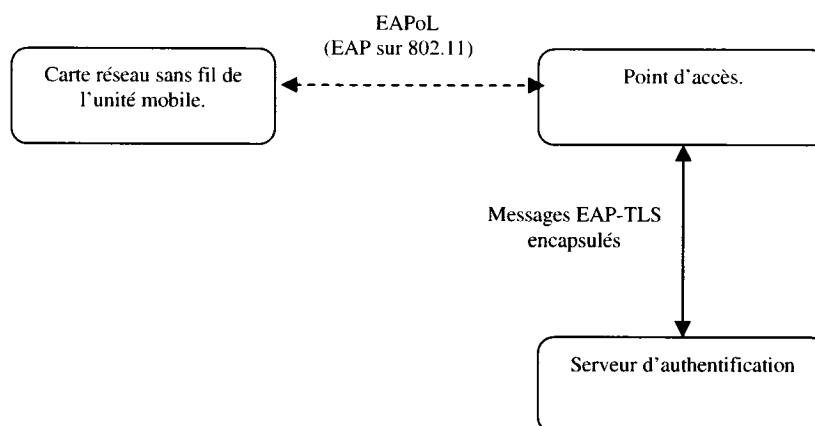 EAPoL
(EAP sur 802.11)
Carte réseau sans fil de
l'unité mobile.
Point d'accès.
Messages EAP-TLS
encapsulés
Serveur d'authentification